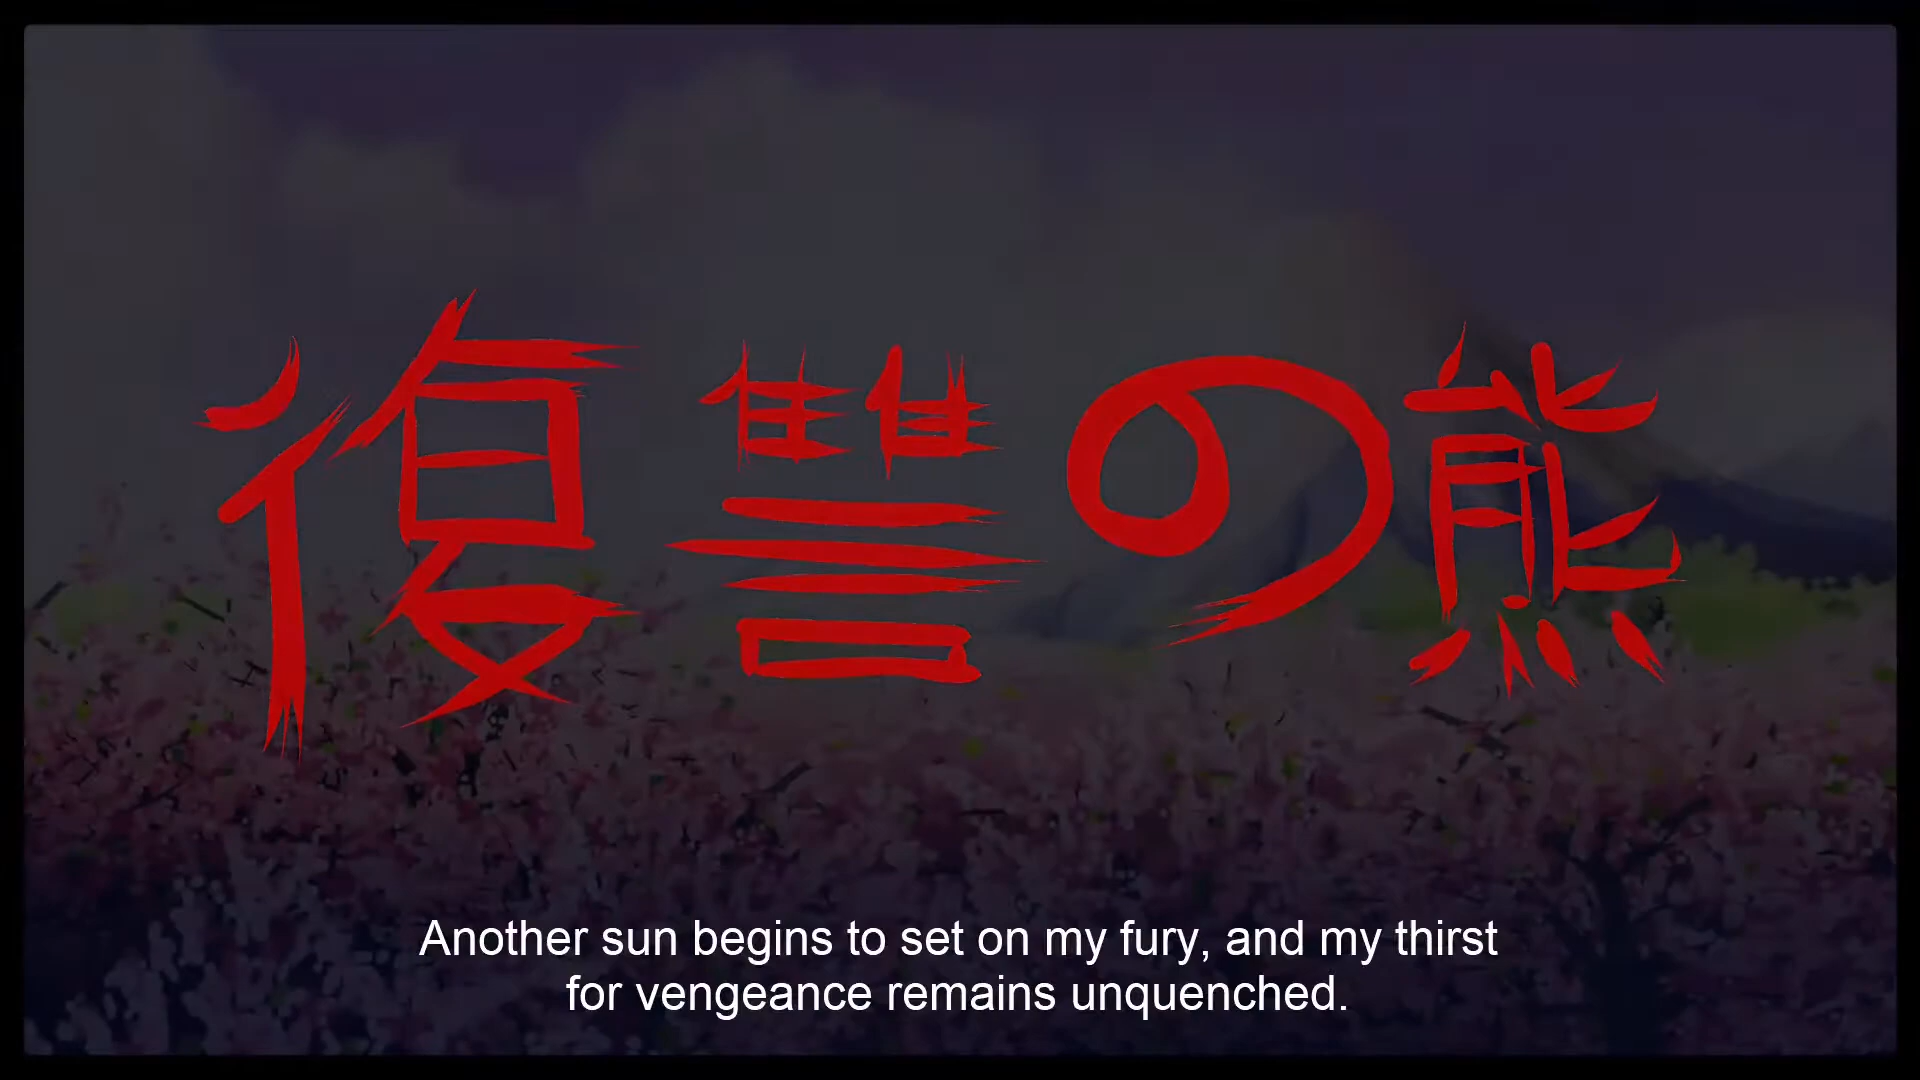 復讐の熊
Another sun begins to set on my fury, and my thirst
for vengeance remains unquenched.